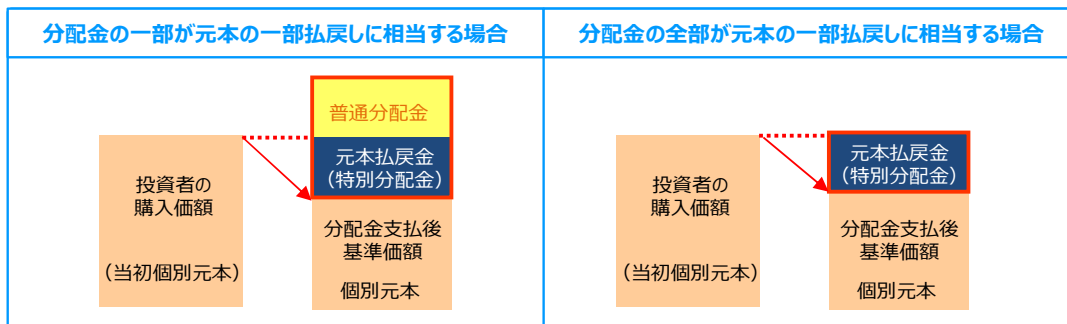 分配金の一部が元本の一部払戻しに相当する場合
分配金の全部が元本の一部払戻しに相当する場合
普通分配金
元本払戻金
(特別分配金)
投資者の
購入価額
(当初個別元本)
分配金支払後
基準価額
個別元本
元本払戻金
(特別分配金)
投資者の
購入価額
(当初個別元本)
分配金支払後
基準価額
個別元本